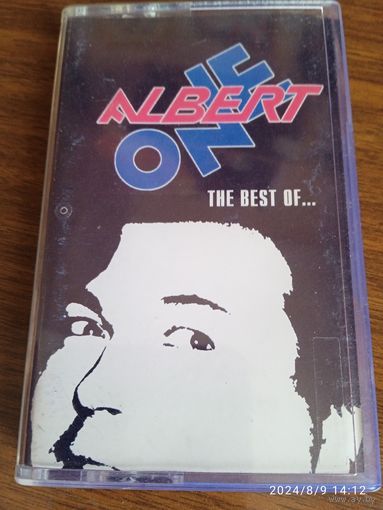 ALBERT
ONE
THE BEST OF...
2024/8/9 14:12